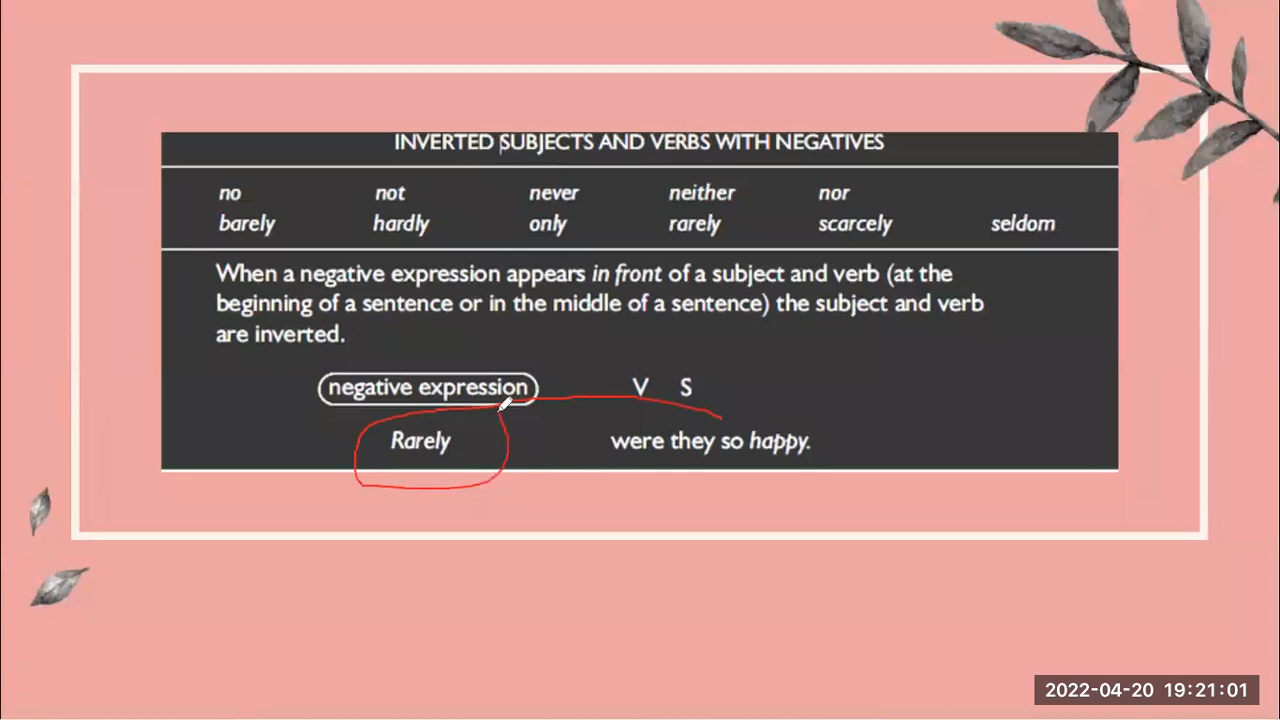 INVERTED SUBJECTS AND VERBS WITH NEGATIVES
no not never neither nor
barely hardly only rarely scarcely seldom
When a negative expression appears in front of a subject and verb (at the
beginning of a sentence or in the middle of a sentence) the subject and verb
are inverted.
negative expression V S
Rarely were they so happy.
2022-04-20 19:21:01